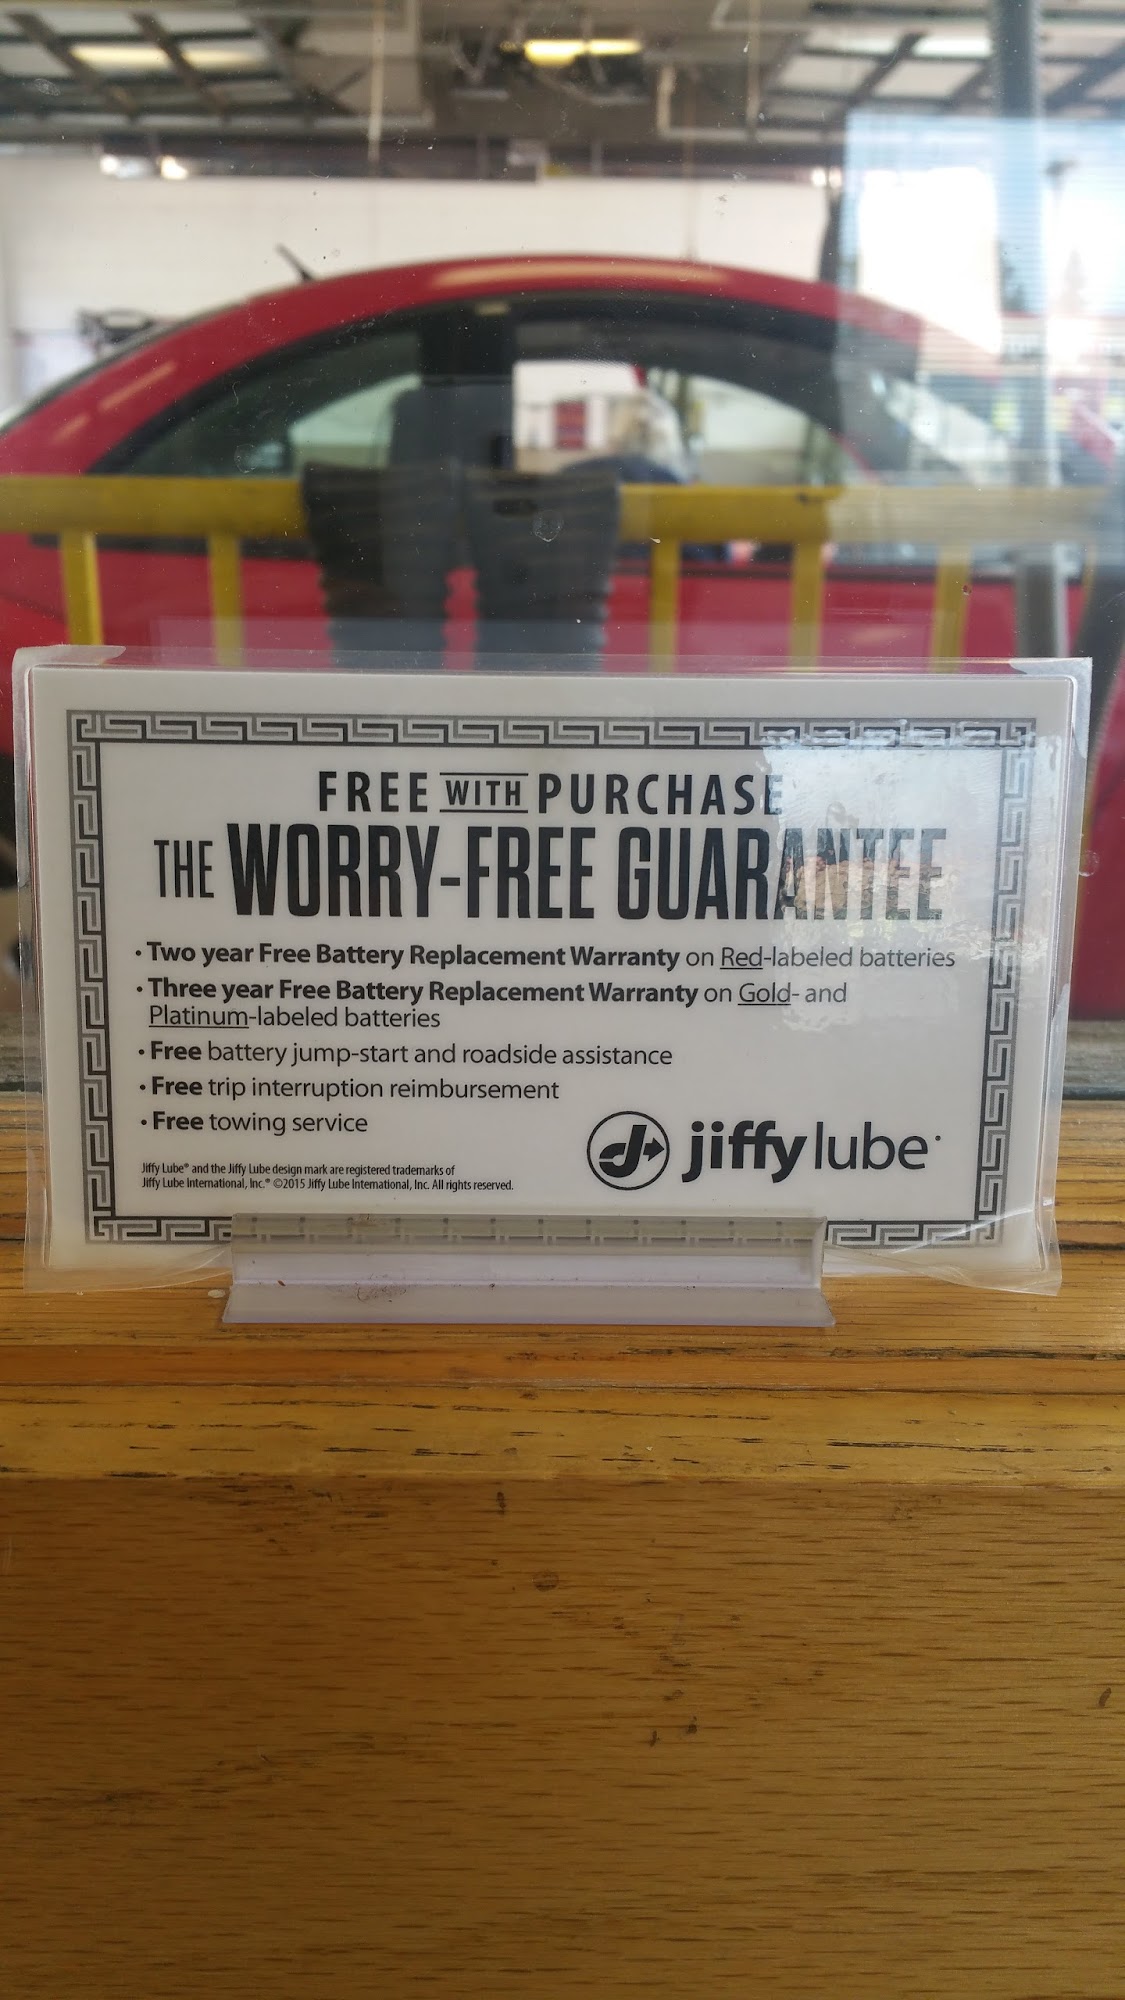 FREE WITH PURCHASE
THE WORRY-FREE GUARANTEE
• Two year Free Battery Replacement Warranty on Red-labeled batteries
• Three year Free Battery Replacement Warranty on Gold- and
Platinum-labeled batteries
• Free battery jump-start and roadside assistance
• Free trip interruption reimbursement
• Free towing service
jiffy lube
Jiffy Lube® and the Jiffy Lube design mark are registered trademarks of
Jiffy Lube International, Inc.® ©2015 Jiffy Lube International, Inc. All rights reserved.